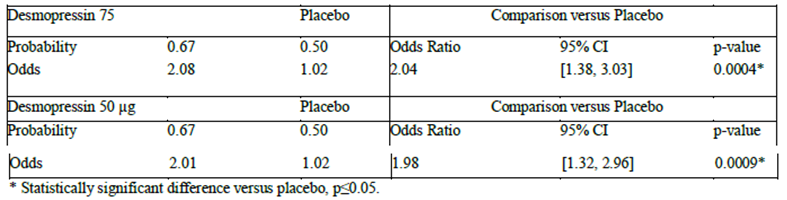 Desmopressin 75 Placebo Comparison versus Placebo
Probability 0.67 0.50 Odds Ratio 95% CI p-value
Odds 2.08 1.02 2.04 [1.38, 3.03] 0.0004*
Desmopressin 50 µg Placebo Comparison versus Placebo
Probability 0.67 0.50 Odds Ratio 95% CI p-value
Odds 2.01 1.02 1.98 [1.32, 2.96] 0.0009*
* Statistically significant difference versus placebo, p≤0.05.